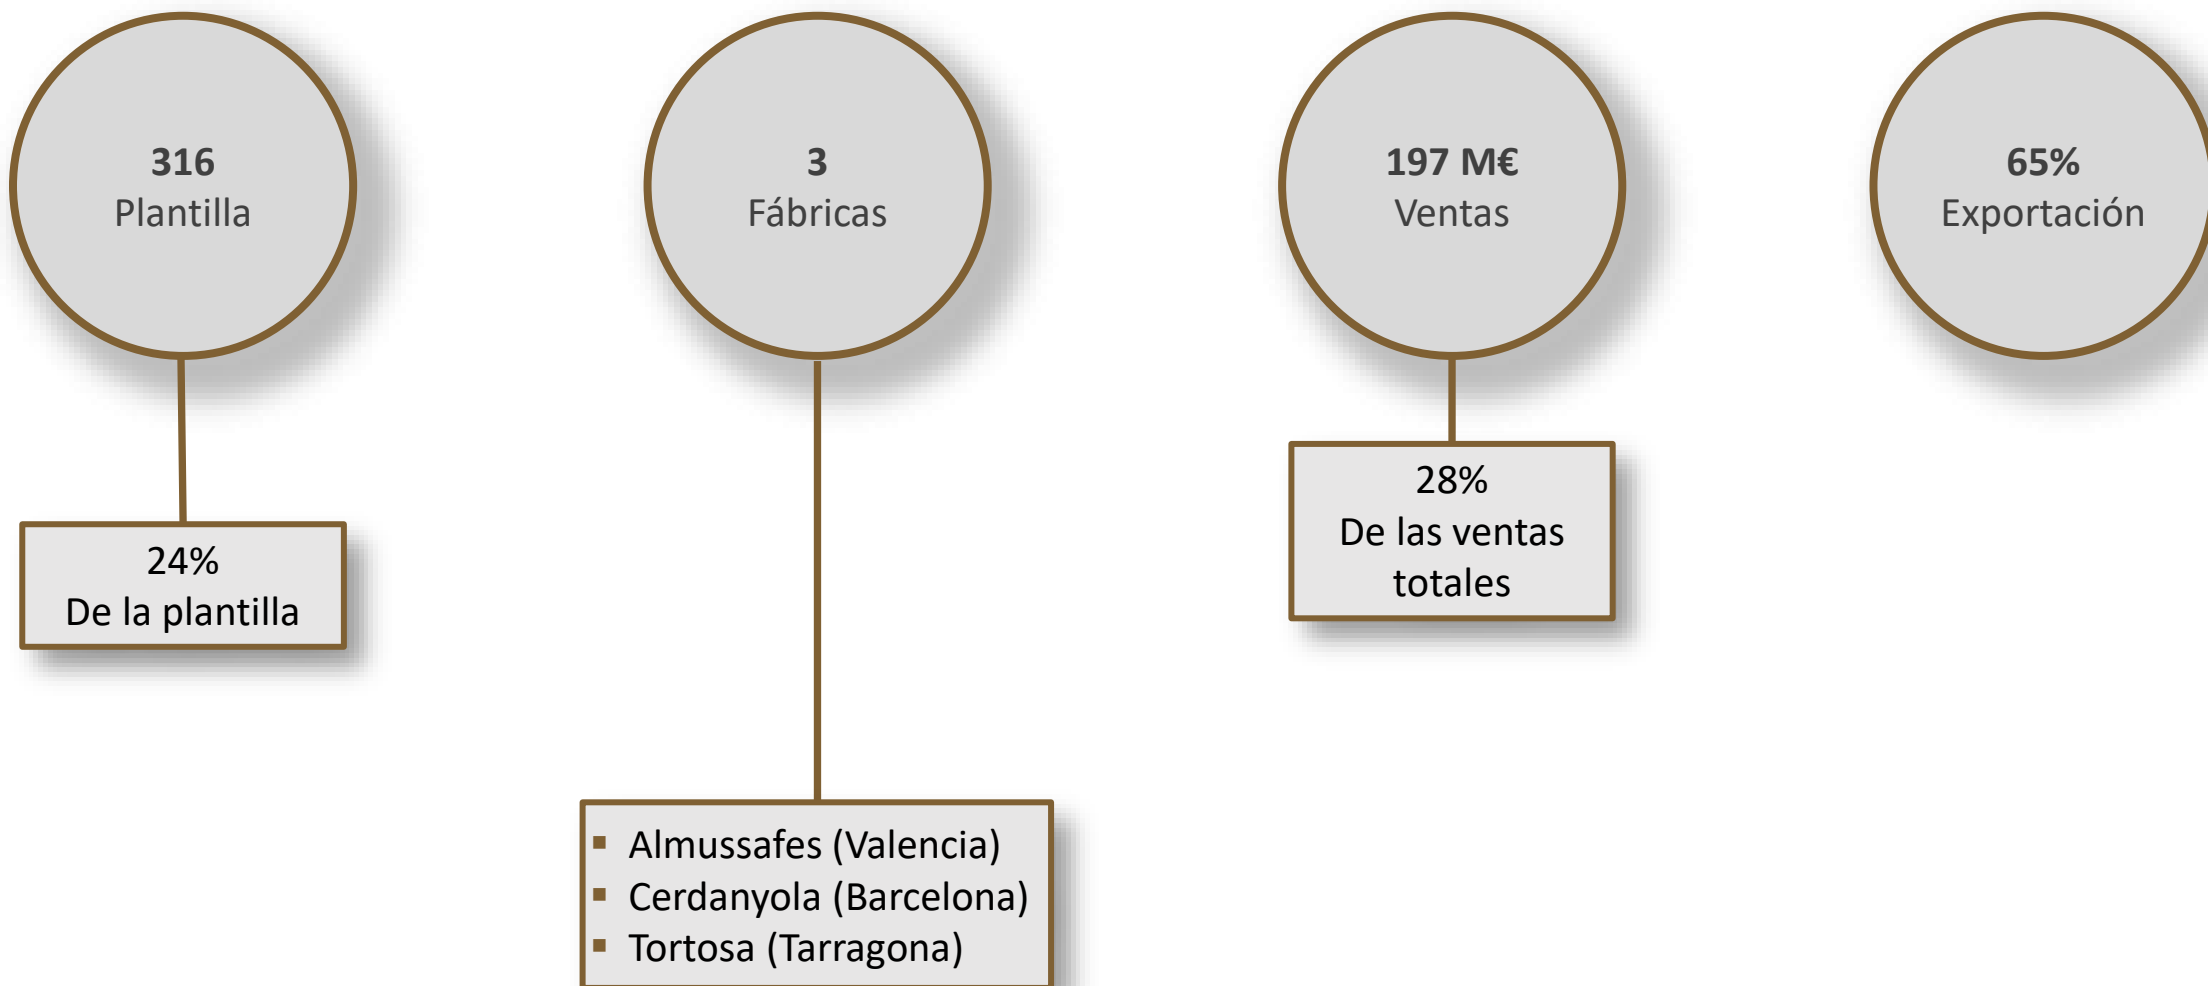 316
Plantilla
3
Fábricas
197 M€
Ventas
65%
Exportación
24%
De la plantilla
28%
De las ventas
totales
▪ Almussafes (Valencia)
▪ Cerdanyola (Barcelona)
▪ Tortosa (Tarragona)